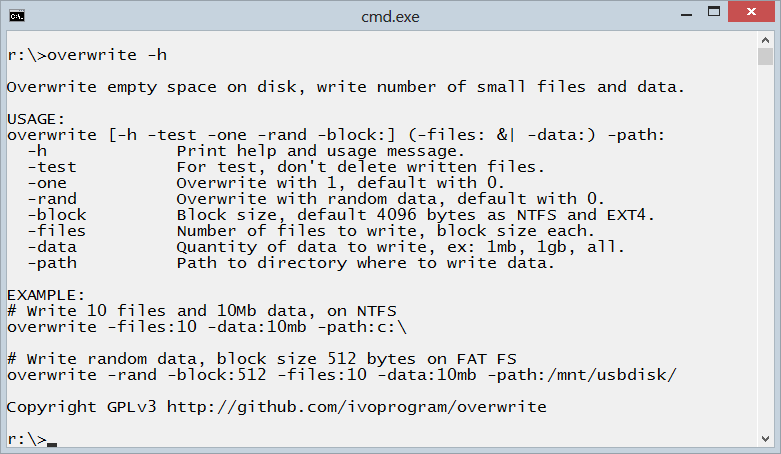 cmd.exe
r:\>overwrite -h
Overwrite empty space on disk, write number of small files and data.
USAGE:
overwrite [-h -test -one -rand -block:] (-files: &| -data:) -path:
-h Print help and usage message.
-test For test, don't delete written files.
-one Overwrite with 1, default with 0.
-rand Overwrite with random data, default with 0.
-block Block size, default 4096 bytes as NTFS and EXT4.
-files Number of files to write, block size each.
-data Quantity of data to write, ex: 1mb, 1gb, all.
-path Path to directory where to write data.
EXAMPLE:
# Write 10 files and 10Mb data, on NTFS
overwrite -files:10 -data:10mb -path:c:\
# Write random data, block size 512 bytes on FAT FS
overwrite -rand -block:512 -files:10 -data:10mb -path:/mnt/usbdisk/
Copyright GPLv3 http://github.com/ivoprogram/overwrite
r:\>